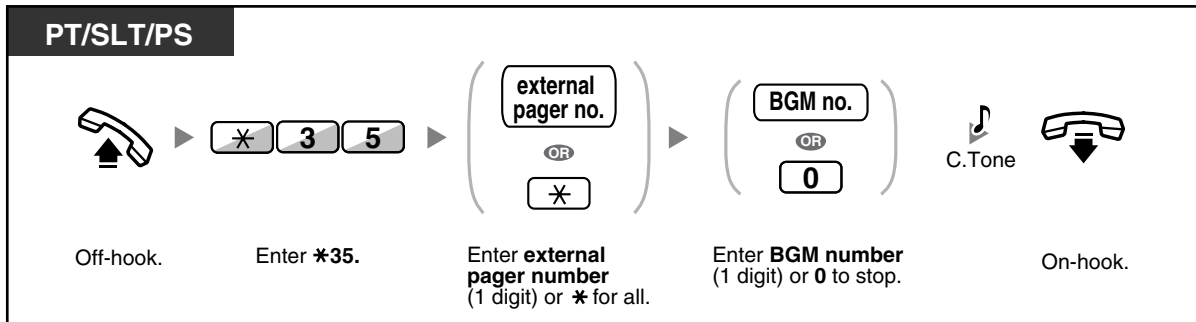 PT/SLT/PS
external
pager no.
OR
*
* 3 5
BGM no.
OR
0
C.Tone
Off-hook.
Enter *35.
Enter external
pager number
(1 digit) or * for all.
Enter BGM number
(1 digit) or 0 to stop.
On-hook.